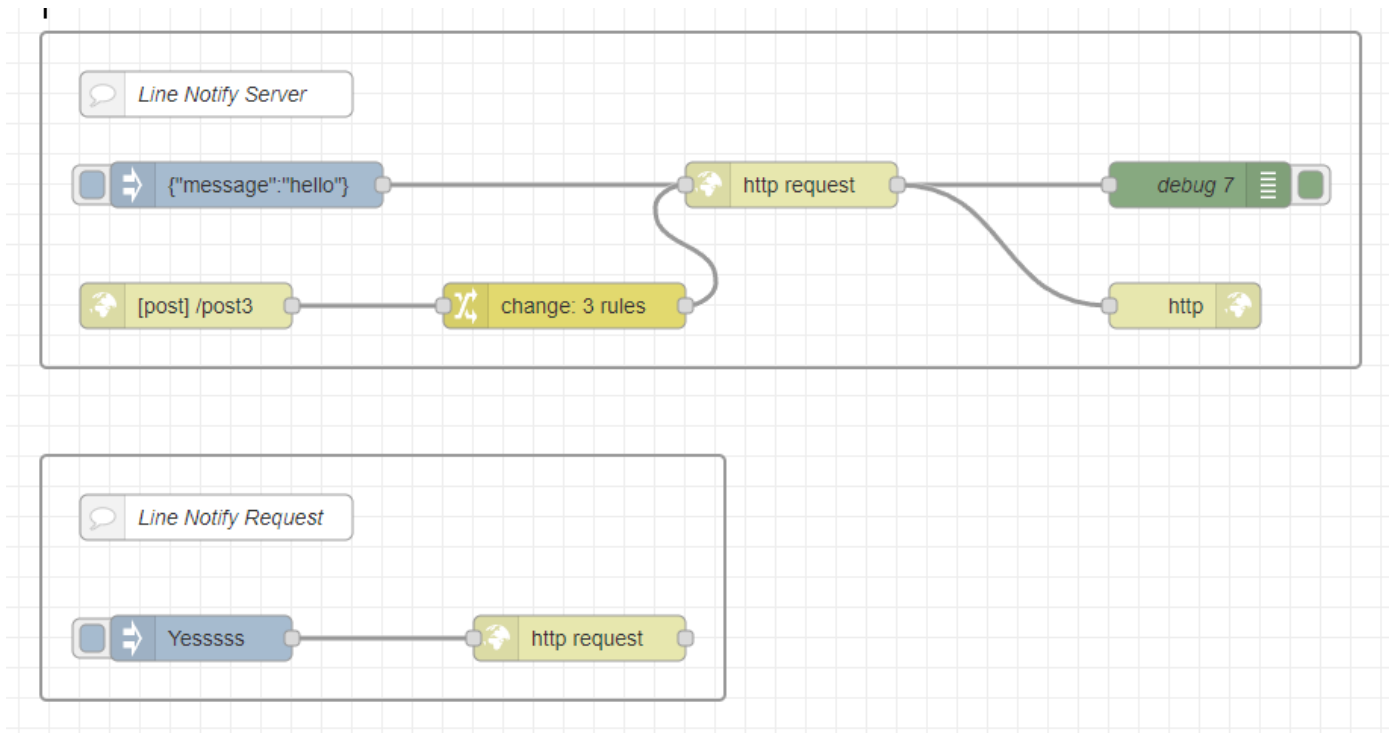 Line Notify Server
{"message":"hello"}
http request
debug 7
[post] /post3
change: 3 rules
http
Line Notify Request
Yesssss
http request